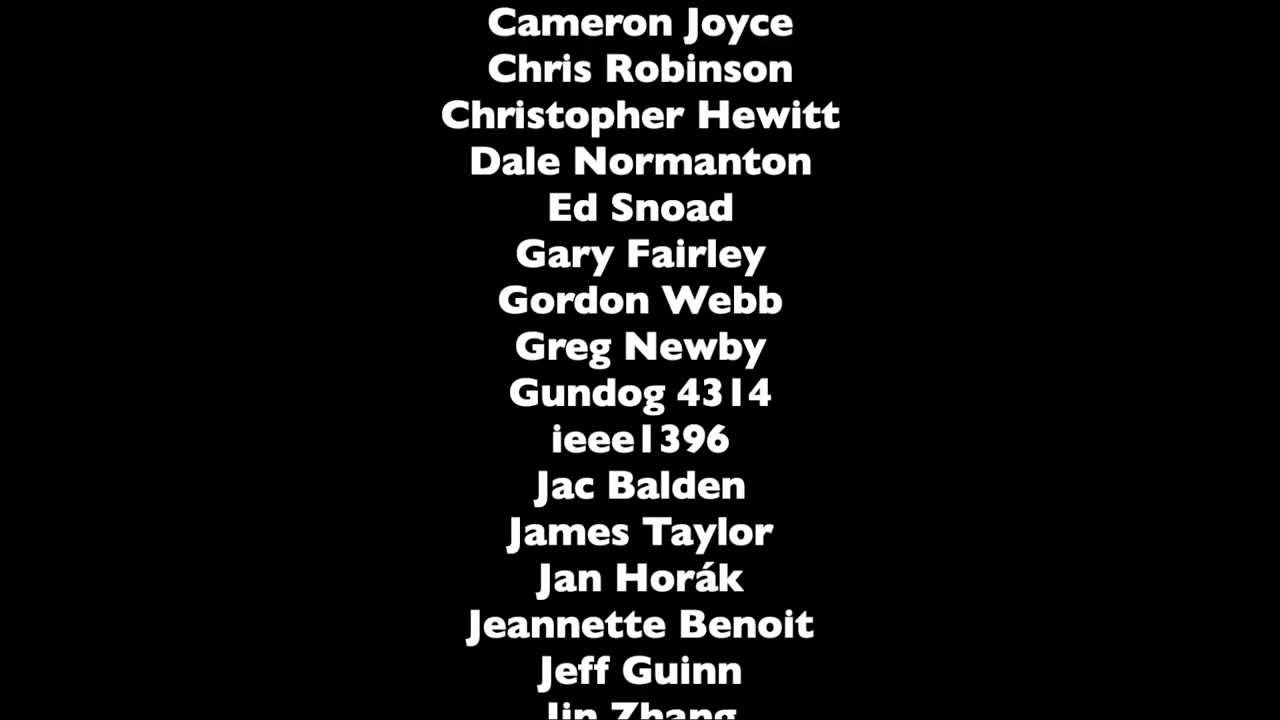 Cameron Joyce
Chris Robinson
Christopher Hewitt
Dale Normanton
Ed Snoad
Gary Fairley
Gordon Webb
Greg Newby
Gundog 4314
ieee1396
Jac Balden
James Taylor
Jan Horák
Jeannette Benoit
Jeff Guinn
Jin Zhang